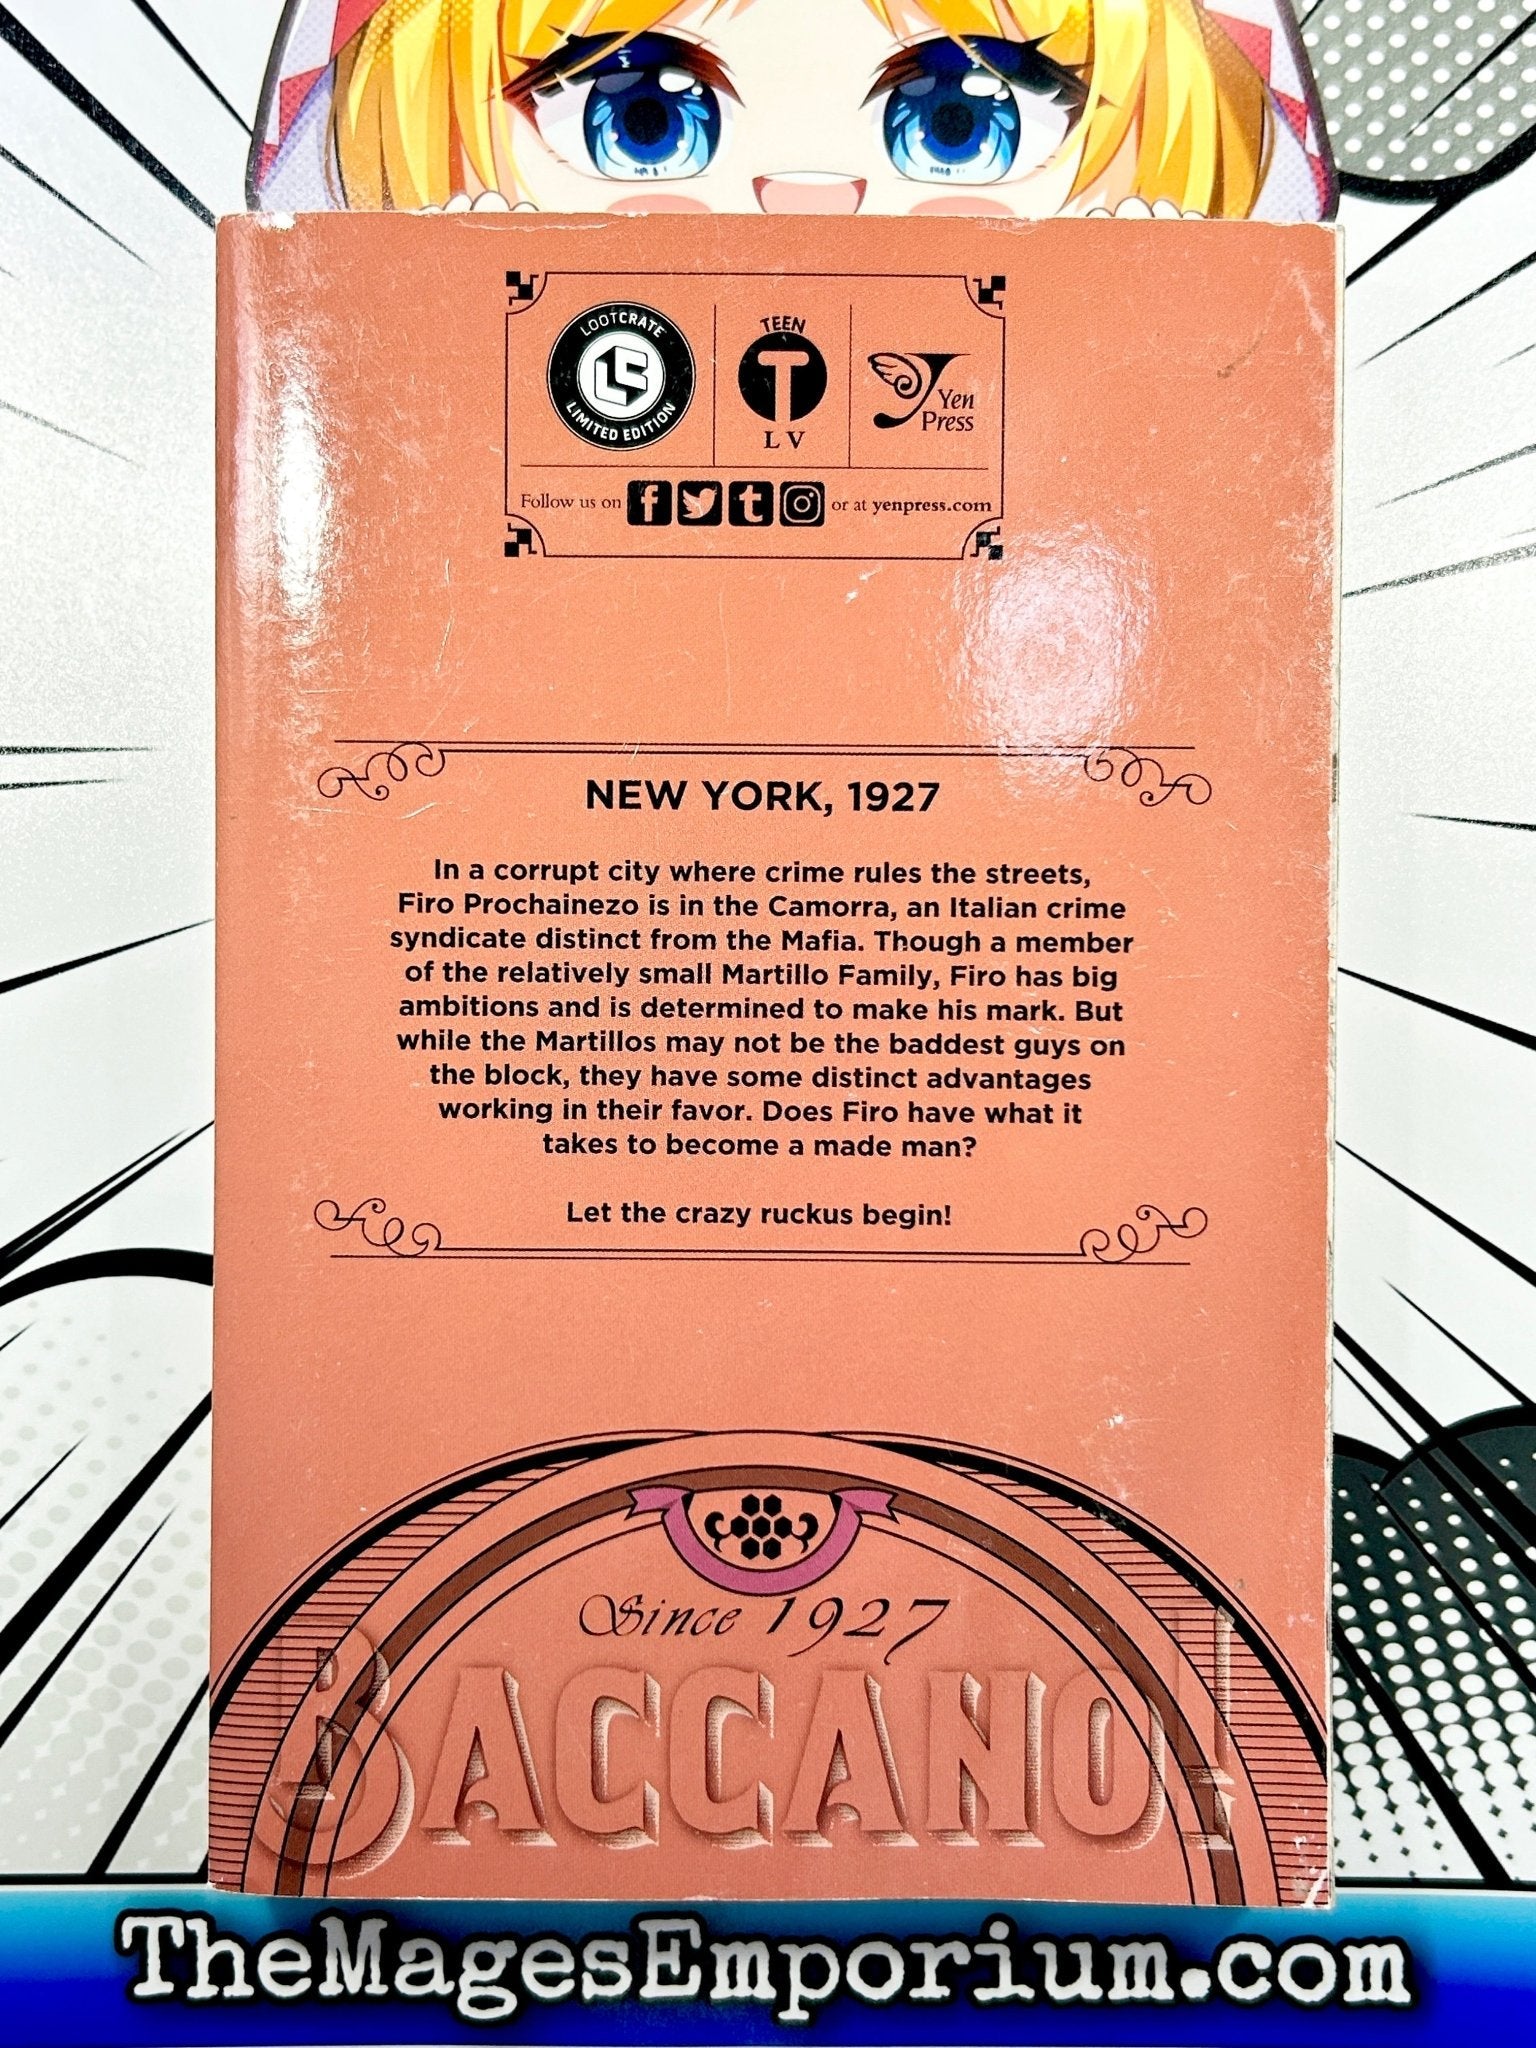 LOOTCRATE
LIMITED EDITION
TEEN
T
LV
Yen
Press
Follow us on
or at yenpress.com
NEW YORK, 1927
In a corrupt city where crime rules the streets,
Firo Prochainezo is in the Camorra, an Italian crime
syndicate distinct from the Mafia. Though a member
of the relatively small Martillo Family, Firo has big
ambitions and is determined to make his mark. But
while the Martillos may not be the baddest guys on
the block, they have some distinct advantages
working in their favor. Does Firo have what it
takes to become a made man?
Let the crazy ruckus begin!
Since 1927
BACCANO!
TheMagesEmporium.com